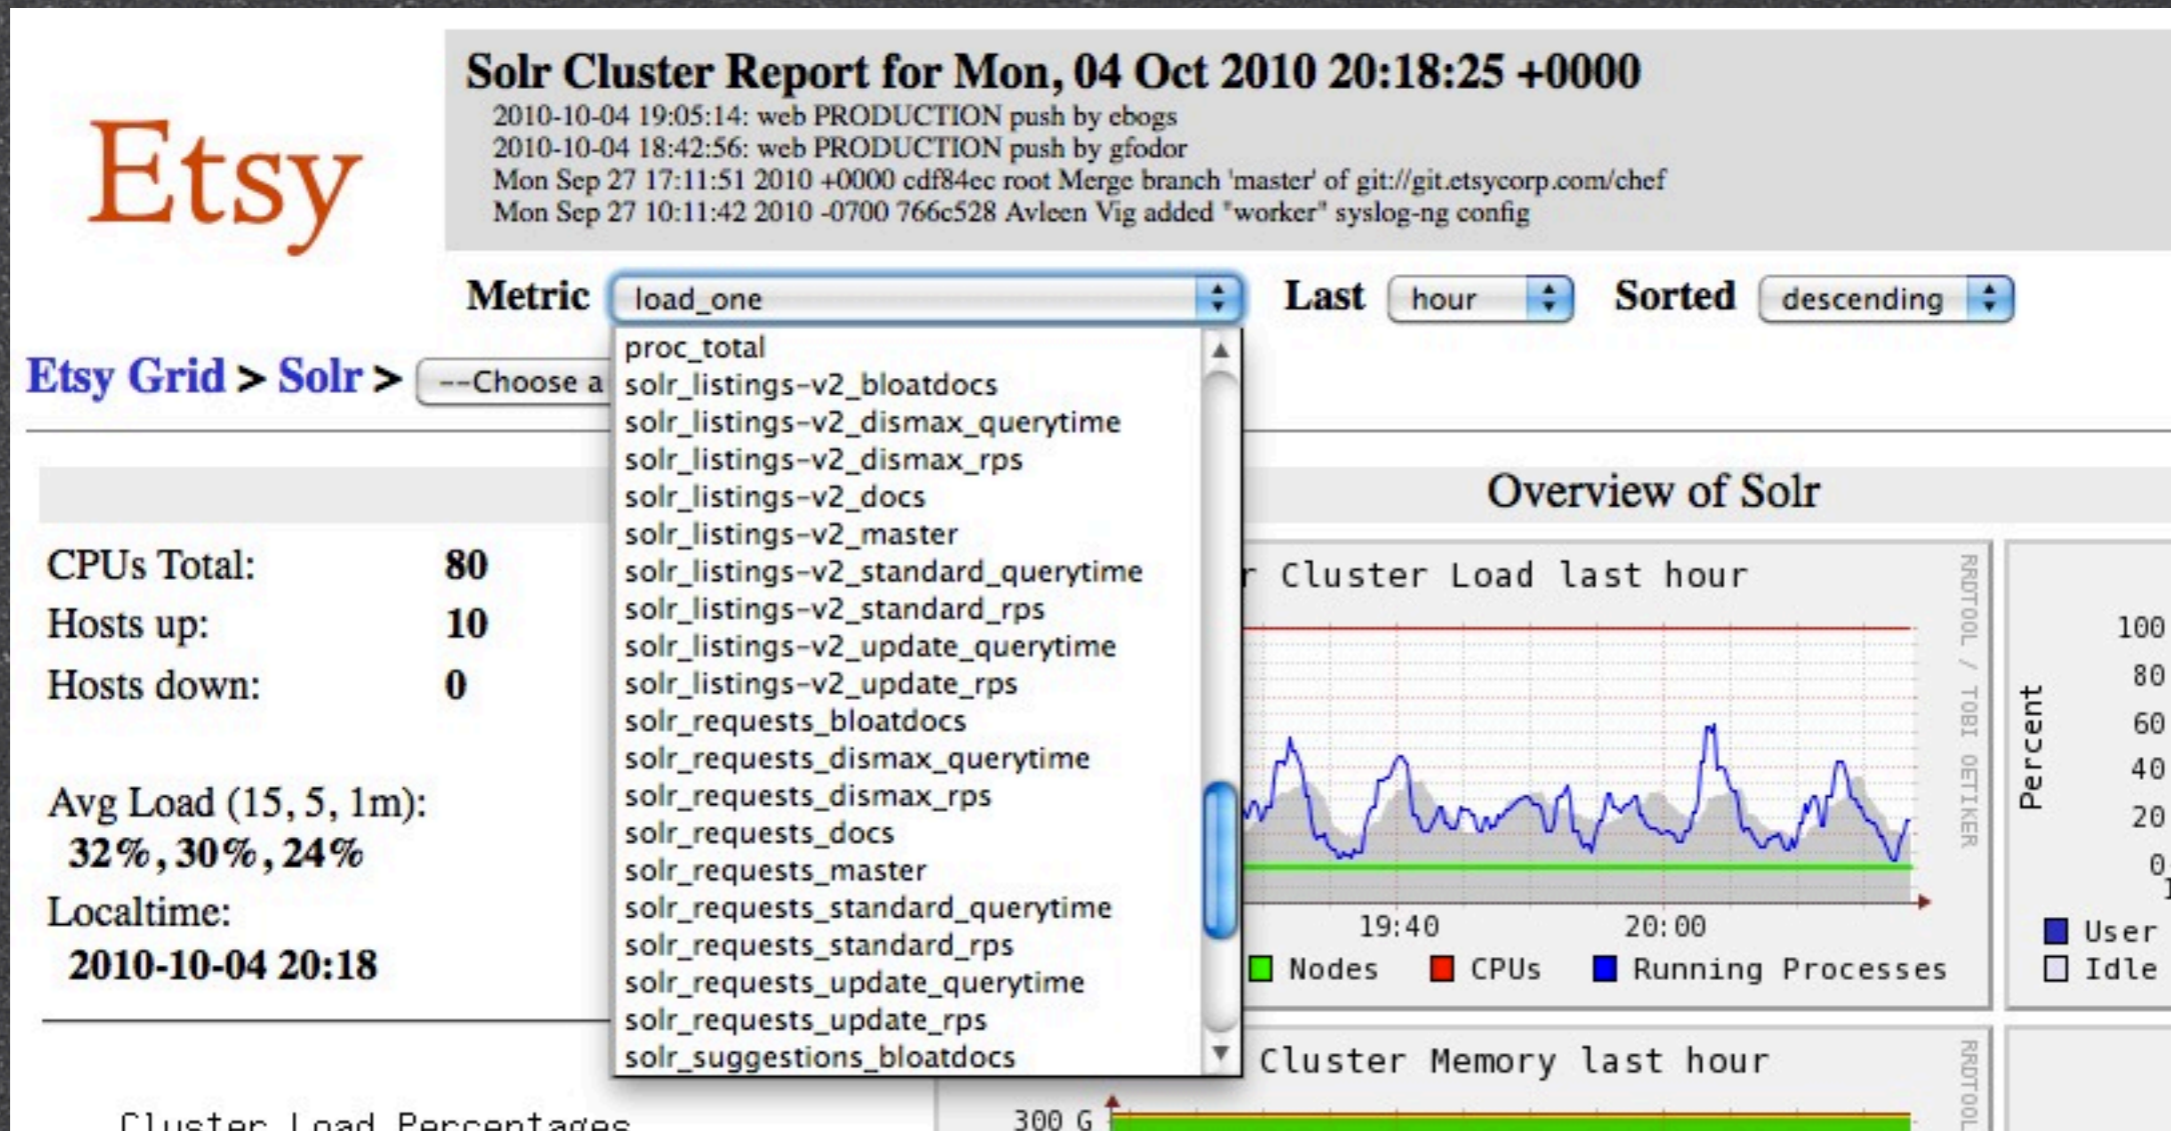 Etsy
Solr Cluster Report for Mon, 04 Oct 2010 20:18:25 +0000
2010-10-04 19:05:14: web PRODUCTION push by ebogs
2010-10-04 18:42:56: web PRODUCTION push by gfodor
Mon Sep 27 17:11:51 2010 +0000 cdf84ec root Merge branch 'master' of git://git.etsycorp.com/chef
Mon Sep 27 10:11:42 2010 -0700 766c528 Avleen Vig added "worker" syslog-ng config
Metric load_one Last hour Sorted descending
Etsy Grid > Solr > --Choose a
proc_total
solr_listings-v2_bloatdocs
solr_listings-v2_dismax_querytime
solr_listings-v2_dismax_rps
solr_listings-v2_docs
solr_listings-v2_master
solr_listings-v2_standard_querytime
solr_listings-v2_standard_rps
solr_listings-v2_update_querytime
solr_listings-v2_update_rps
solr_requests_bloatdocs
solr_requests_dismax_querytime
solr_requests_dismax_rps
solr_requests_docs
solr_requests_master
solr_requests_standard_querytime
solr_requests_standard_rps
solr_requests_update_querytime
solr_requests_update_rps
solr_suggestions_bloatdocs
CPUs Total: 80
Hosts up: 10
Hosts down: 0
Avg Load (15, 5, 1m):
32%, 30%, 24%
Localtime:
2010-10-04 20:18
Cluster Load Percentages
Overview of Solr
r Cluster Load last hour
RRDTOOL / TOBI OETIKER
19:40 20:00
Nodes CPUs Running Processes
Percent
100
80
60
40
20
0
User
Idle
Cluster Memory last hour
RRDTOOL
300 G